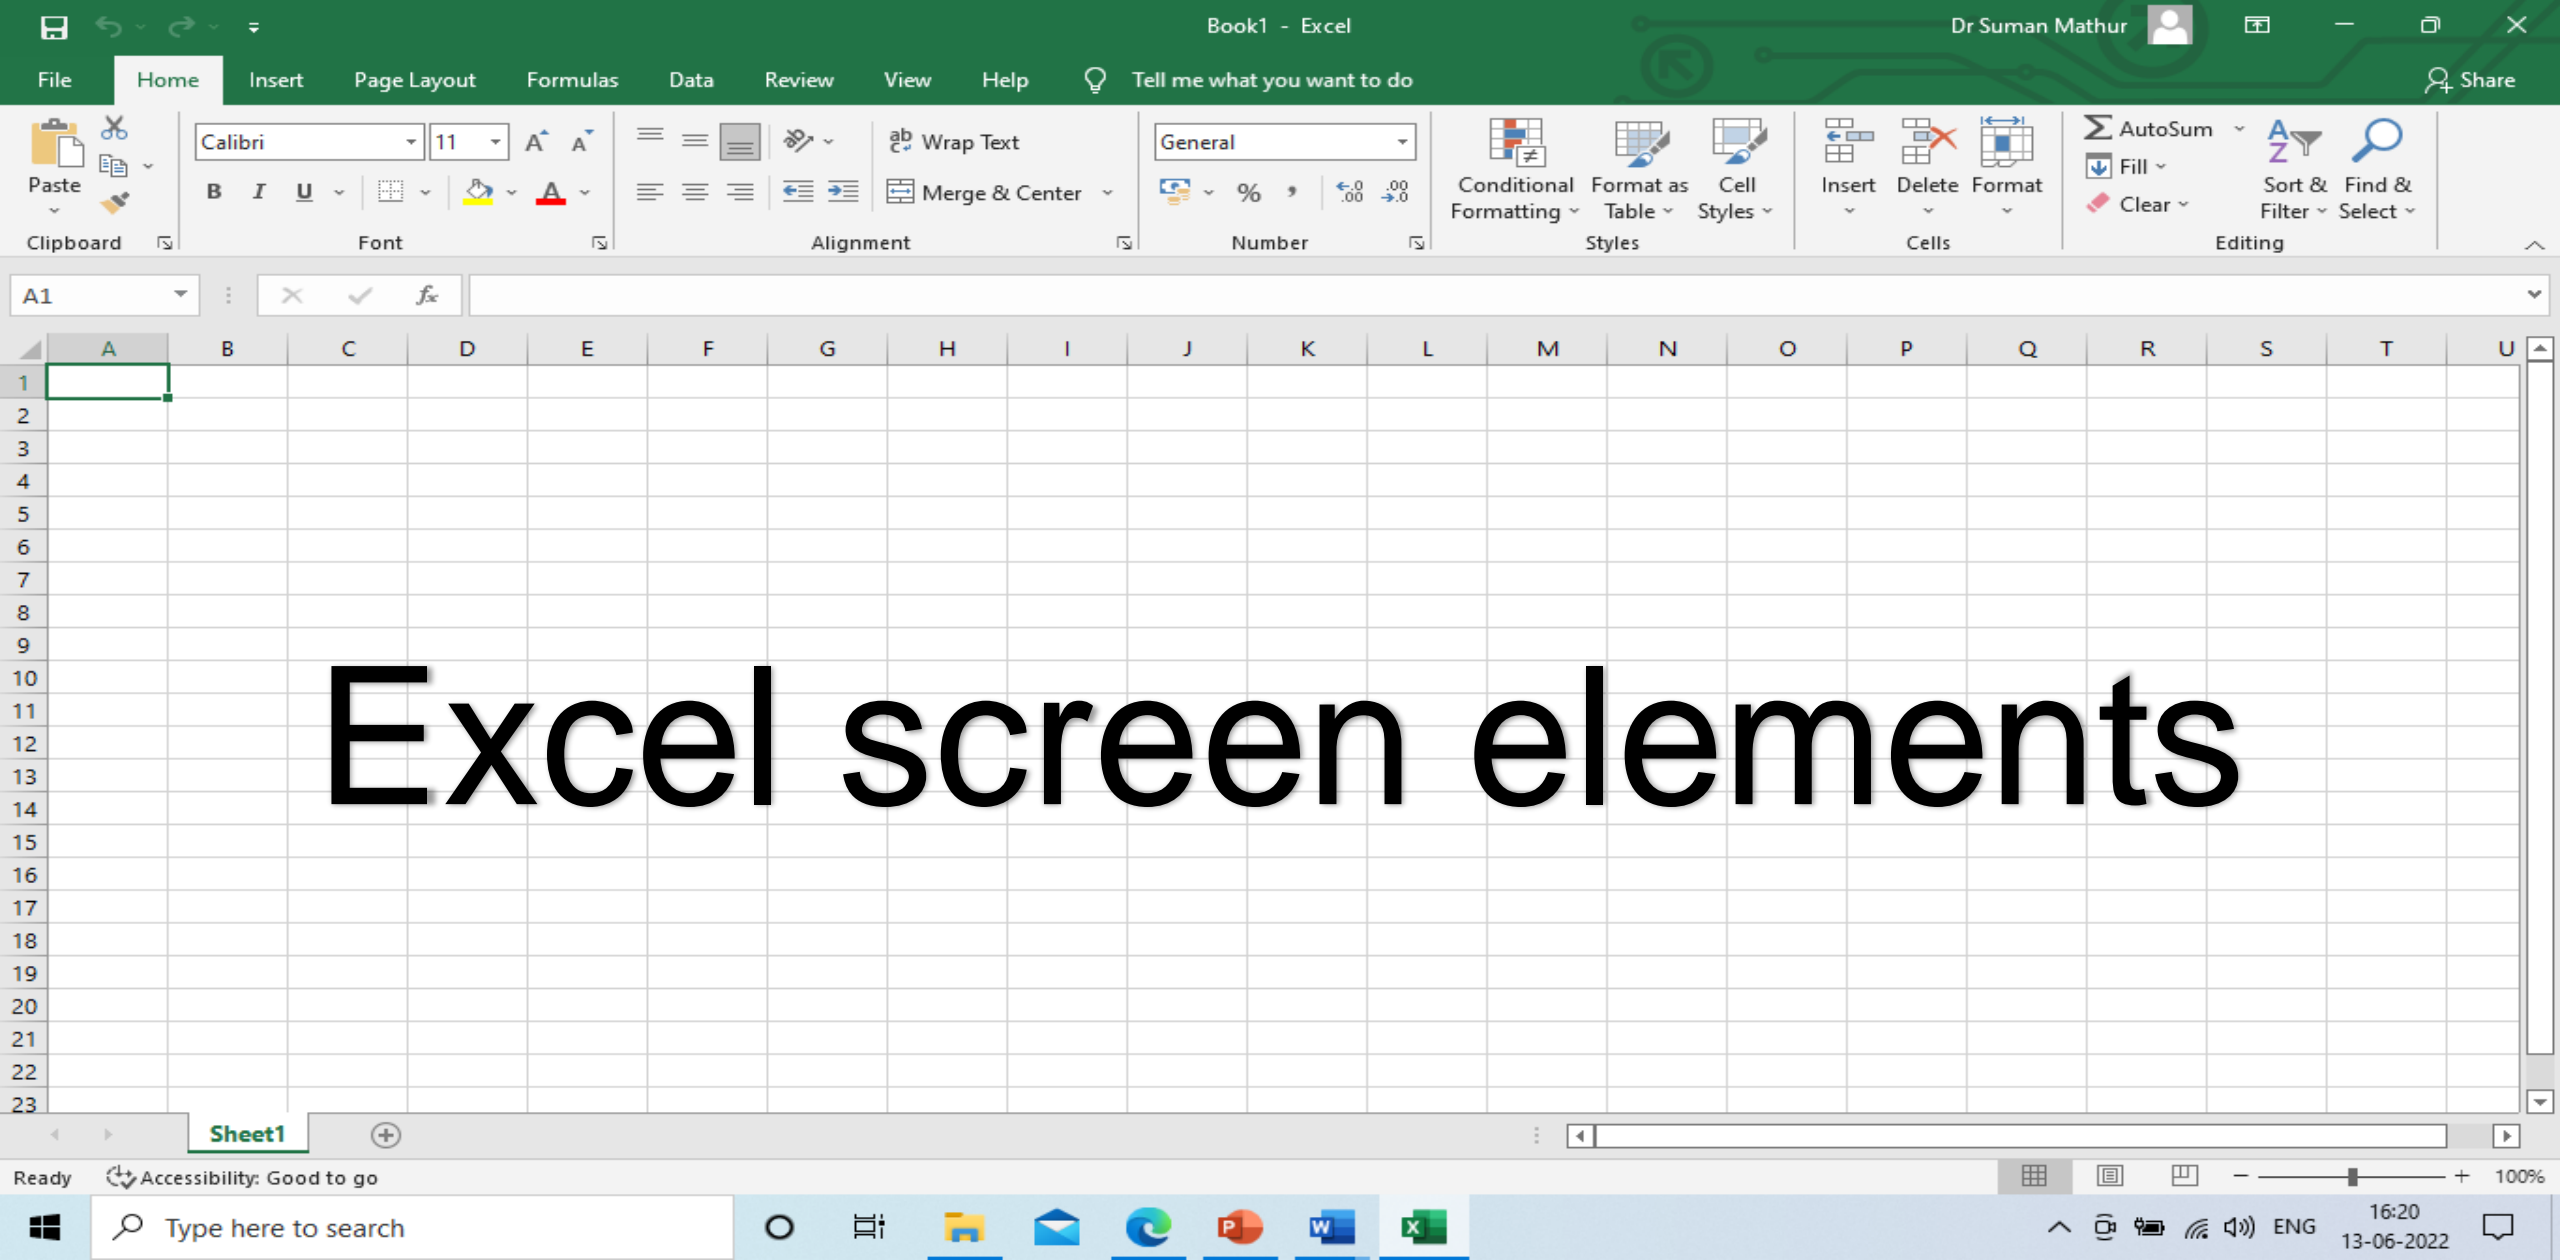 Book1 - Excel
Dr Suman Mathur
File Home Insert Page Layout Formulas Data Review View Help Tell me what you want to do Share
Calibri 11 ab Wrap Text General AutoSum
Paste Fill
B I U A Merge & Center % Conditional Formatting Format as Table Cell Styles Insert Delete Format Clear Sort & Filter Find & Select
Clipboard Font Alignment Number Styles Cells Editing
A1 fx
A B C D E F G H I J K L M N O P Q R S T U
1
2
3
4
5
6
7
8
9
10
11
12
13
14
15
16
17
18
19
20
21
22
23
Excel screen elements
Sheet1
Ready Accessibility: Good to go 100%
Type here to search ENG 16:20
13-06-2022